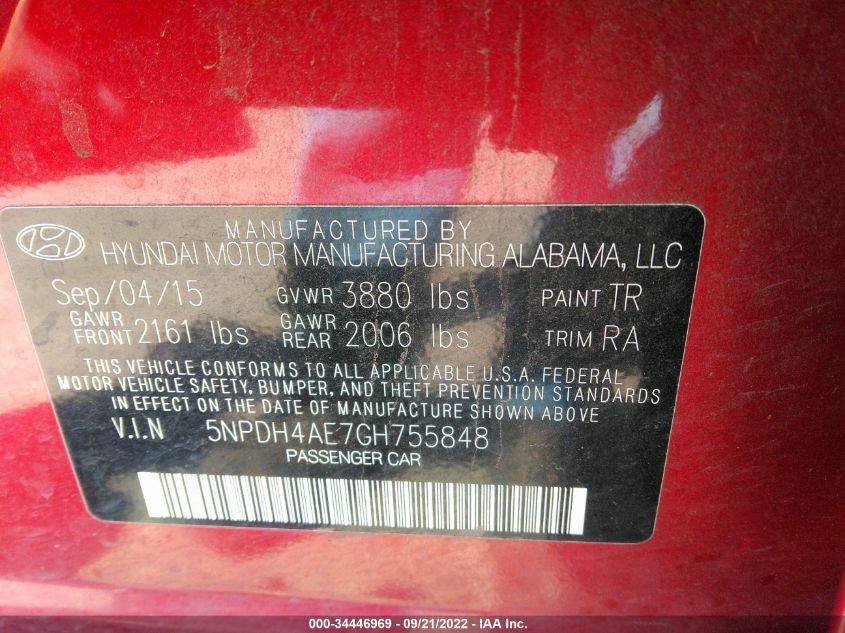 MANUFACTURED BY
HYUNDAI MOTOR MANUFACTURING ALABAMA, LLC
Sep/04/15 GVWR 3880 lbs PAINT TR
GAWR FRONT 2161 lbs GAWR REAR 2006 lbs TRIM RA
THIS VEHICLE CONFORMS TO ALL APPLICABLE U.S.A. FEDERAL
MOTOR VEHICLE SAFETY, BUMPER, AND THEFT PREVENTION STANDARDS
IN EFFECT ON THE DATE OF MANUFACTURE SHOWN ABOVE
V.I.N 5NPDH4AE7GH755848
PASSENGER CAR
000-34446969 - 09/21/2022 - IAA Inc.